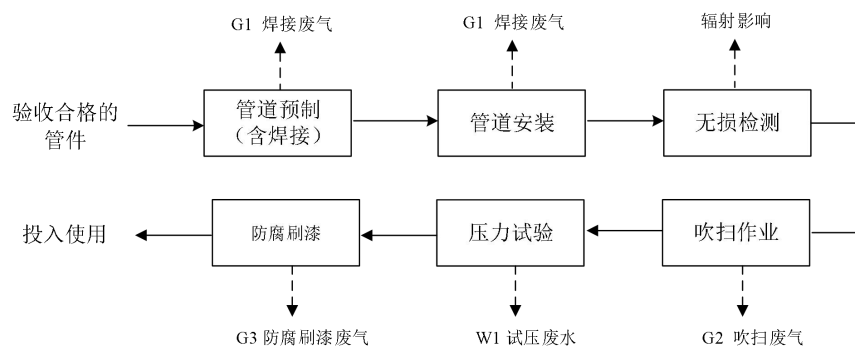 G1 焊接废气
G1 焊接废气
辐射影响
验收合格的
管件
管道预制
（含焊接）
管道安装
无损检测
投入使用
防腐刷漆
压力试验
吹扫作业
G3 防腐刷漆废气
W1 试压废水
G2 吹扫废气